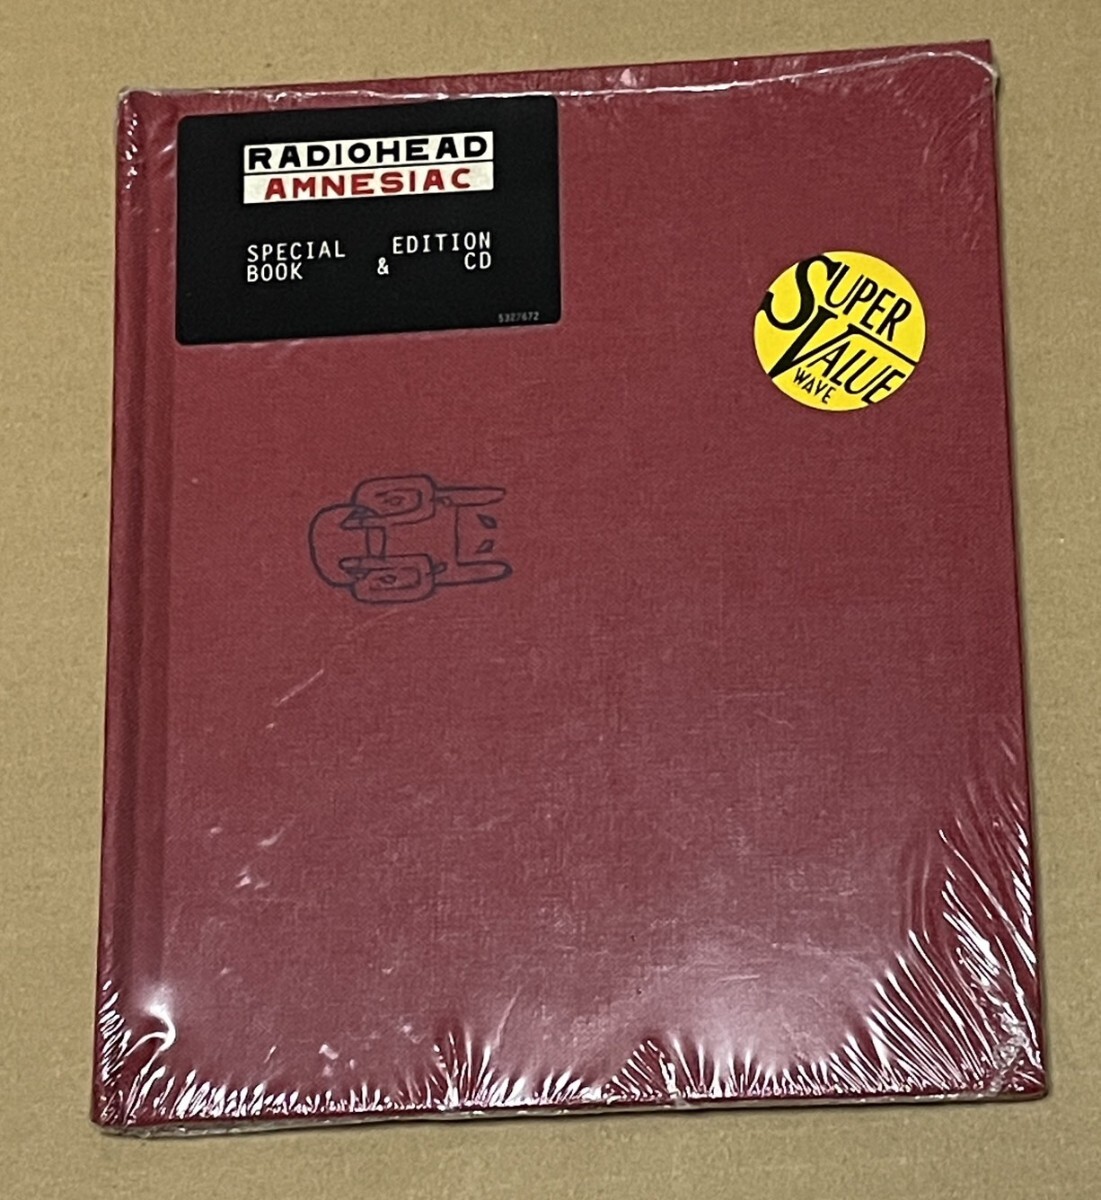 RADIOHEAD
AMNESIAC
SPECIAL EDITION
BOOK & CD
5327672
SUPER
VALUE
WAVE